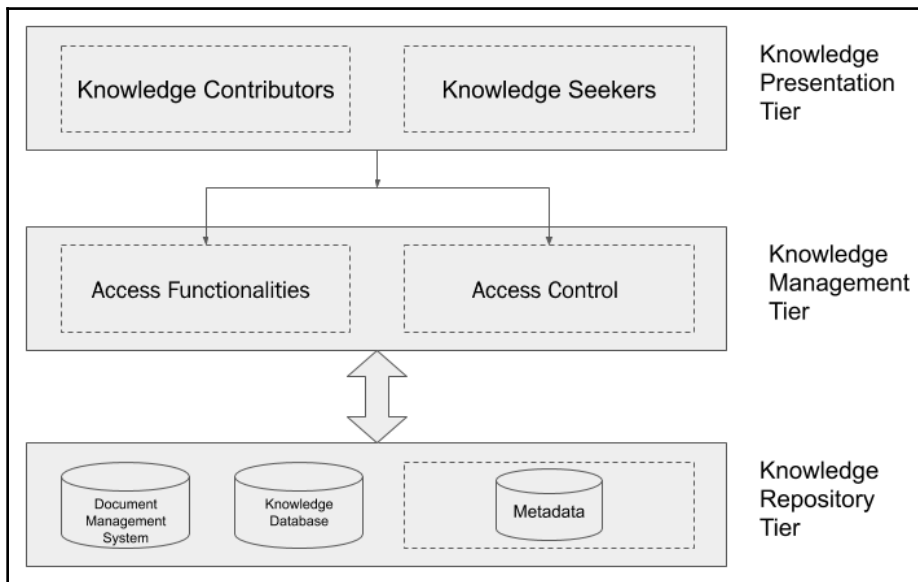 Knowledge Contributors
Knowledge Seekers
Knowledge
Presentation
Tier
Access Functionalities
Access Control
Knowledge
Management
Tier
Document
Management
System
Knowledge
Database
Metadata
Knowledge
Repository
Tier